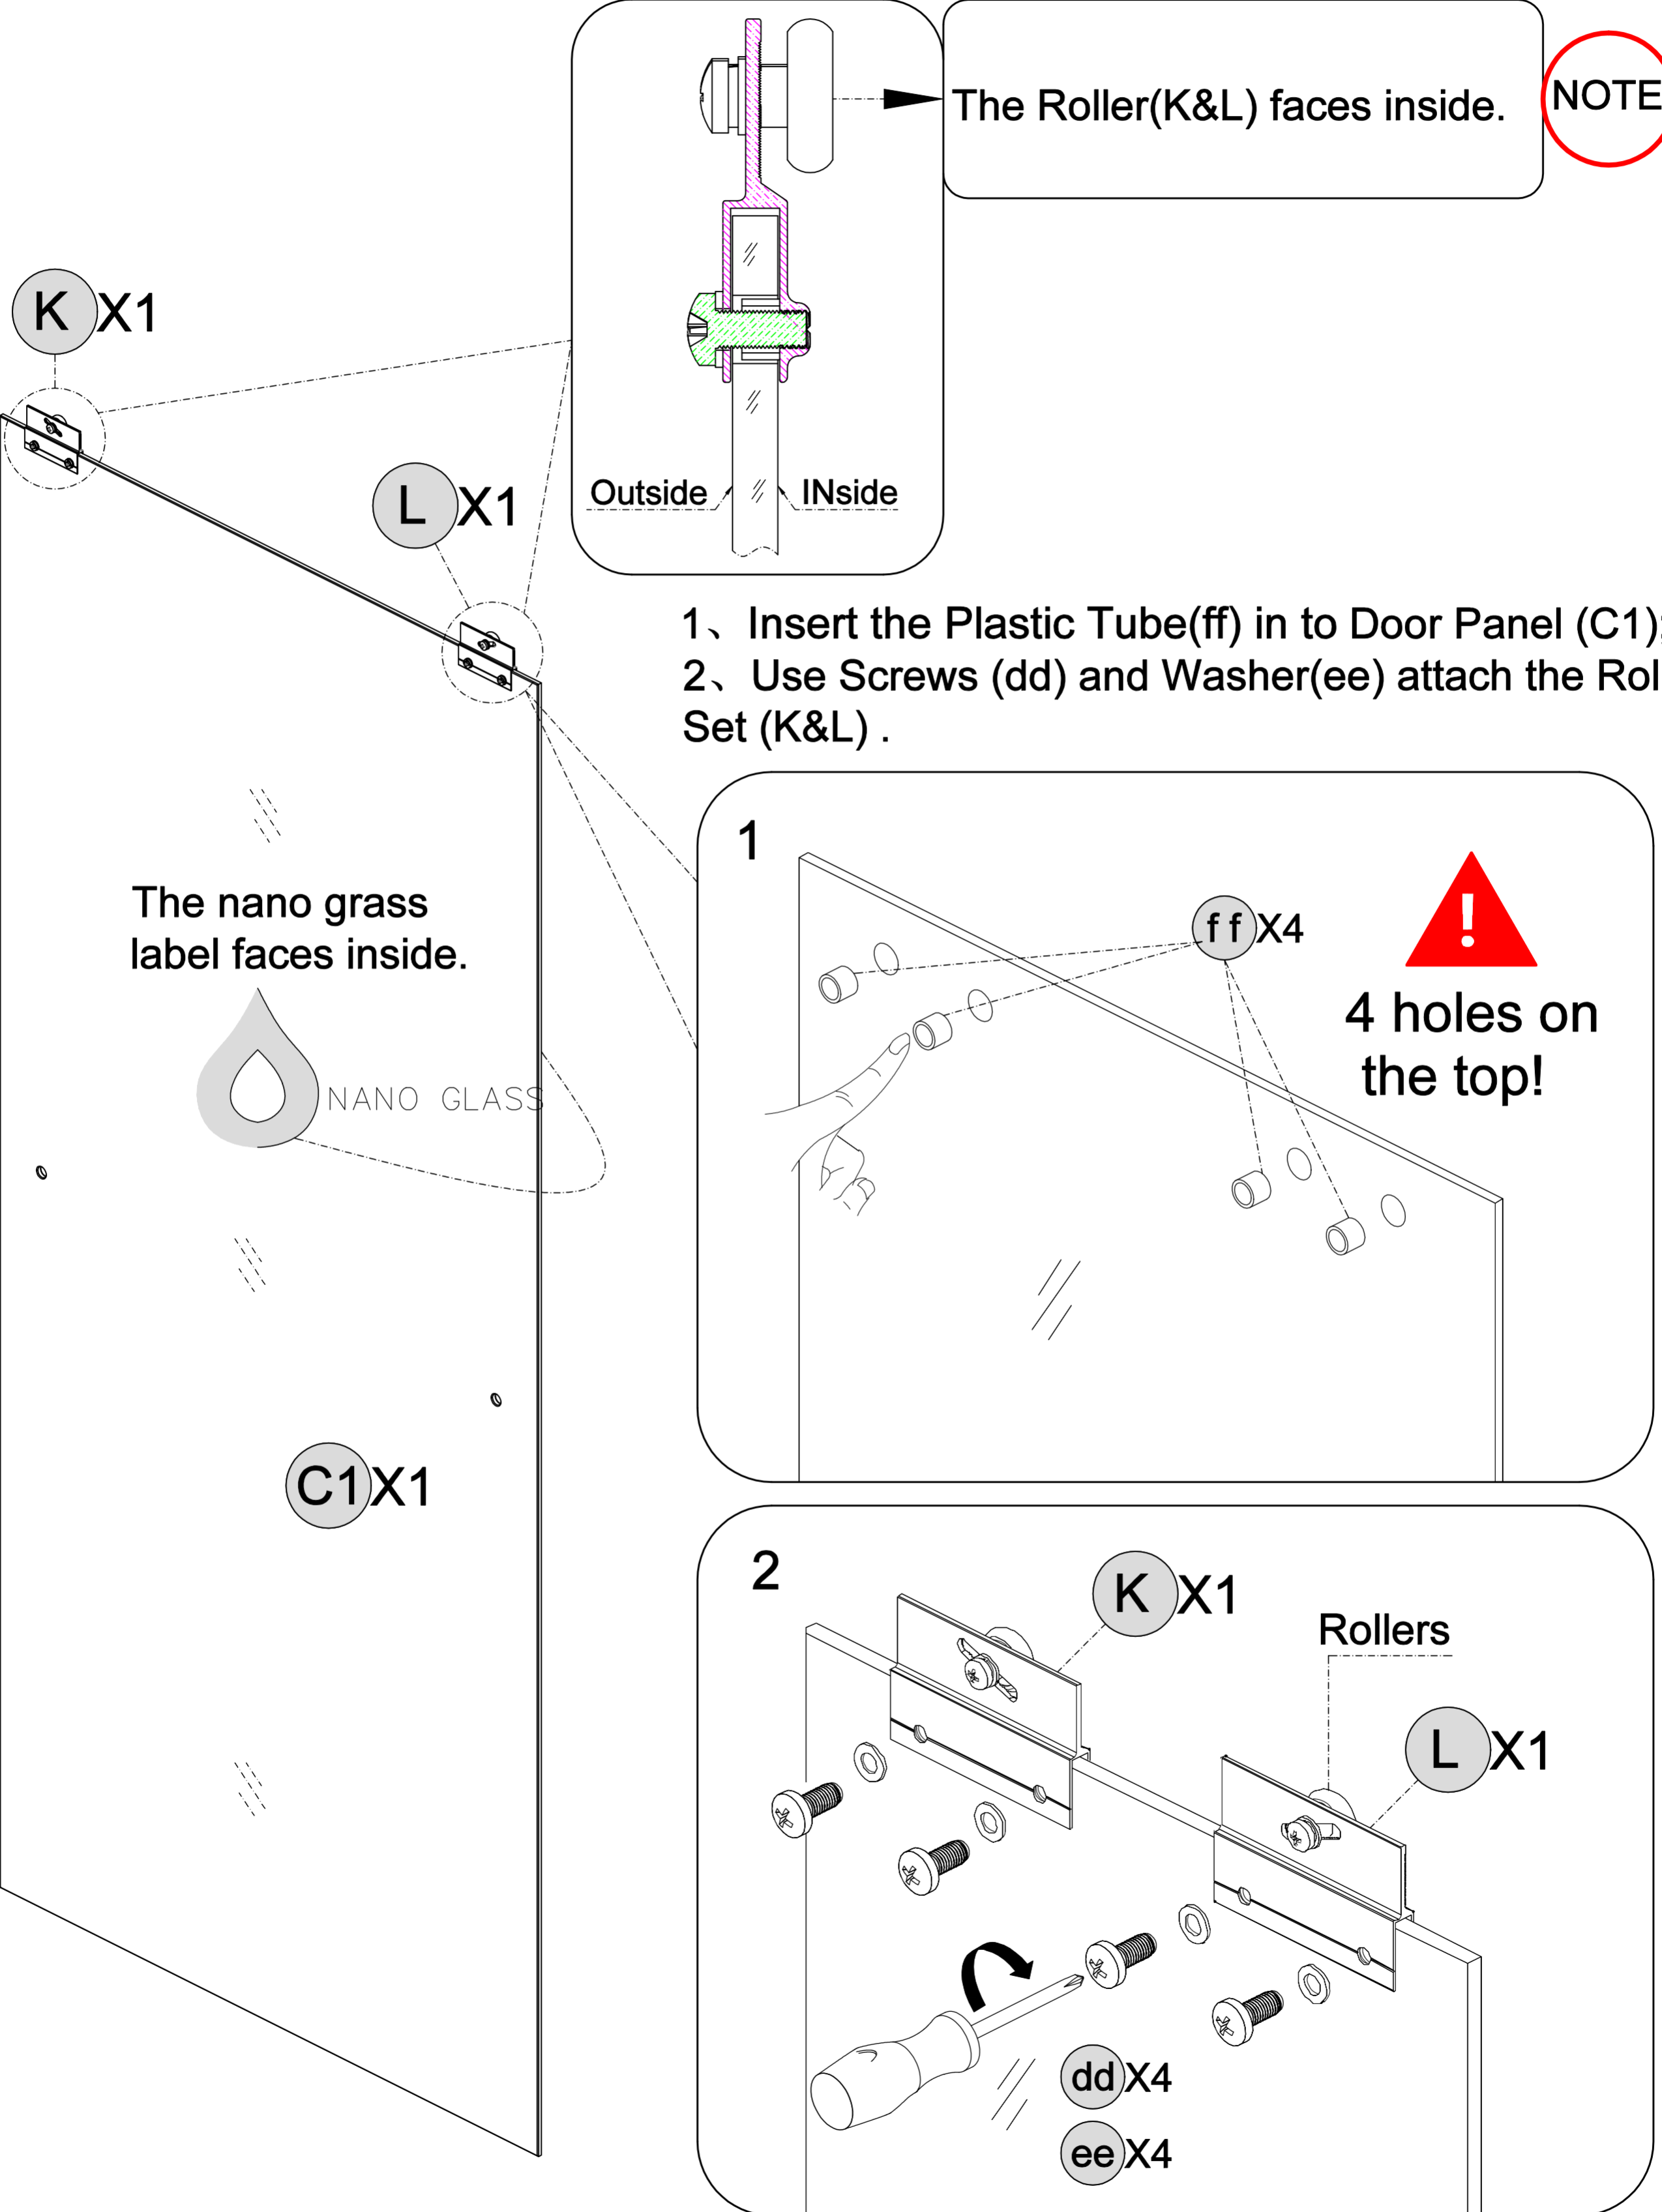 The Roller(K&L) faces inside.
NOTE
K X1
L X1
Outside
INside
1、Insert the Plastic Tube(ff) in to Door Panel (C1);
2、Use Screws (dd) and Washer(ee) attach the Rol
Set (K&L) .
The nano grass
label faces inside.
NANO GLASS
C1 X1
1
ff X4
!
4 holes on
the top!
2
K X1
Rollers
L X1
dd X4
ee X4